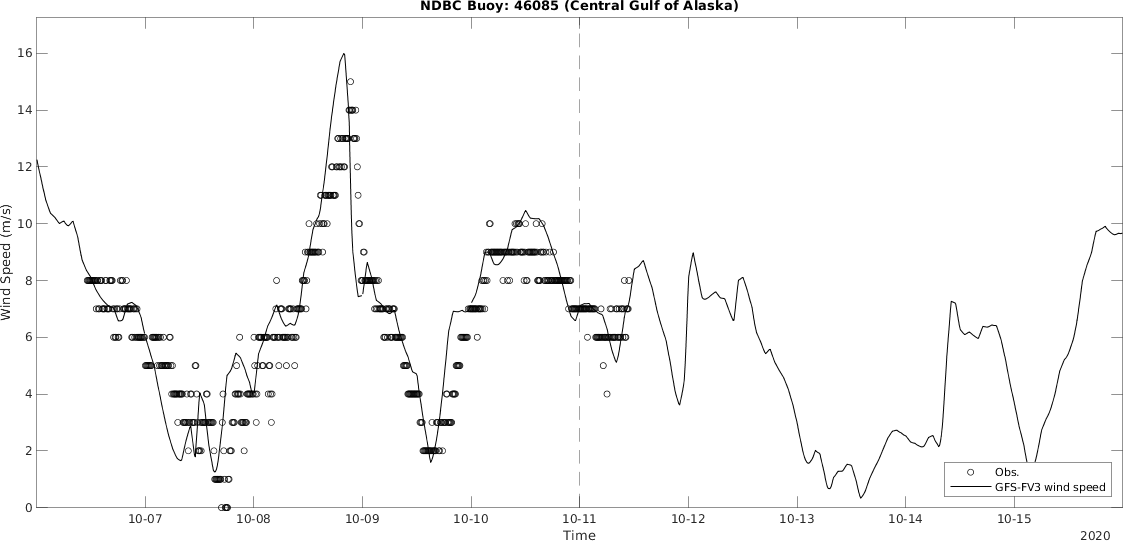 NDBC Buoy: 46085 (Central Gulf of Alaska)
Wind Speed (m/s)
16
14
12
10
8
6
4
2
0
10-07 10-08 10-09 10-10 10-11 10-12 10-13 10-14 10-15
Time
2020
Obs.
GFS-FV3 wind speed